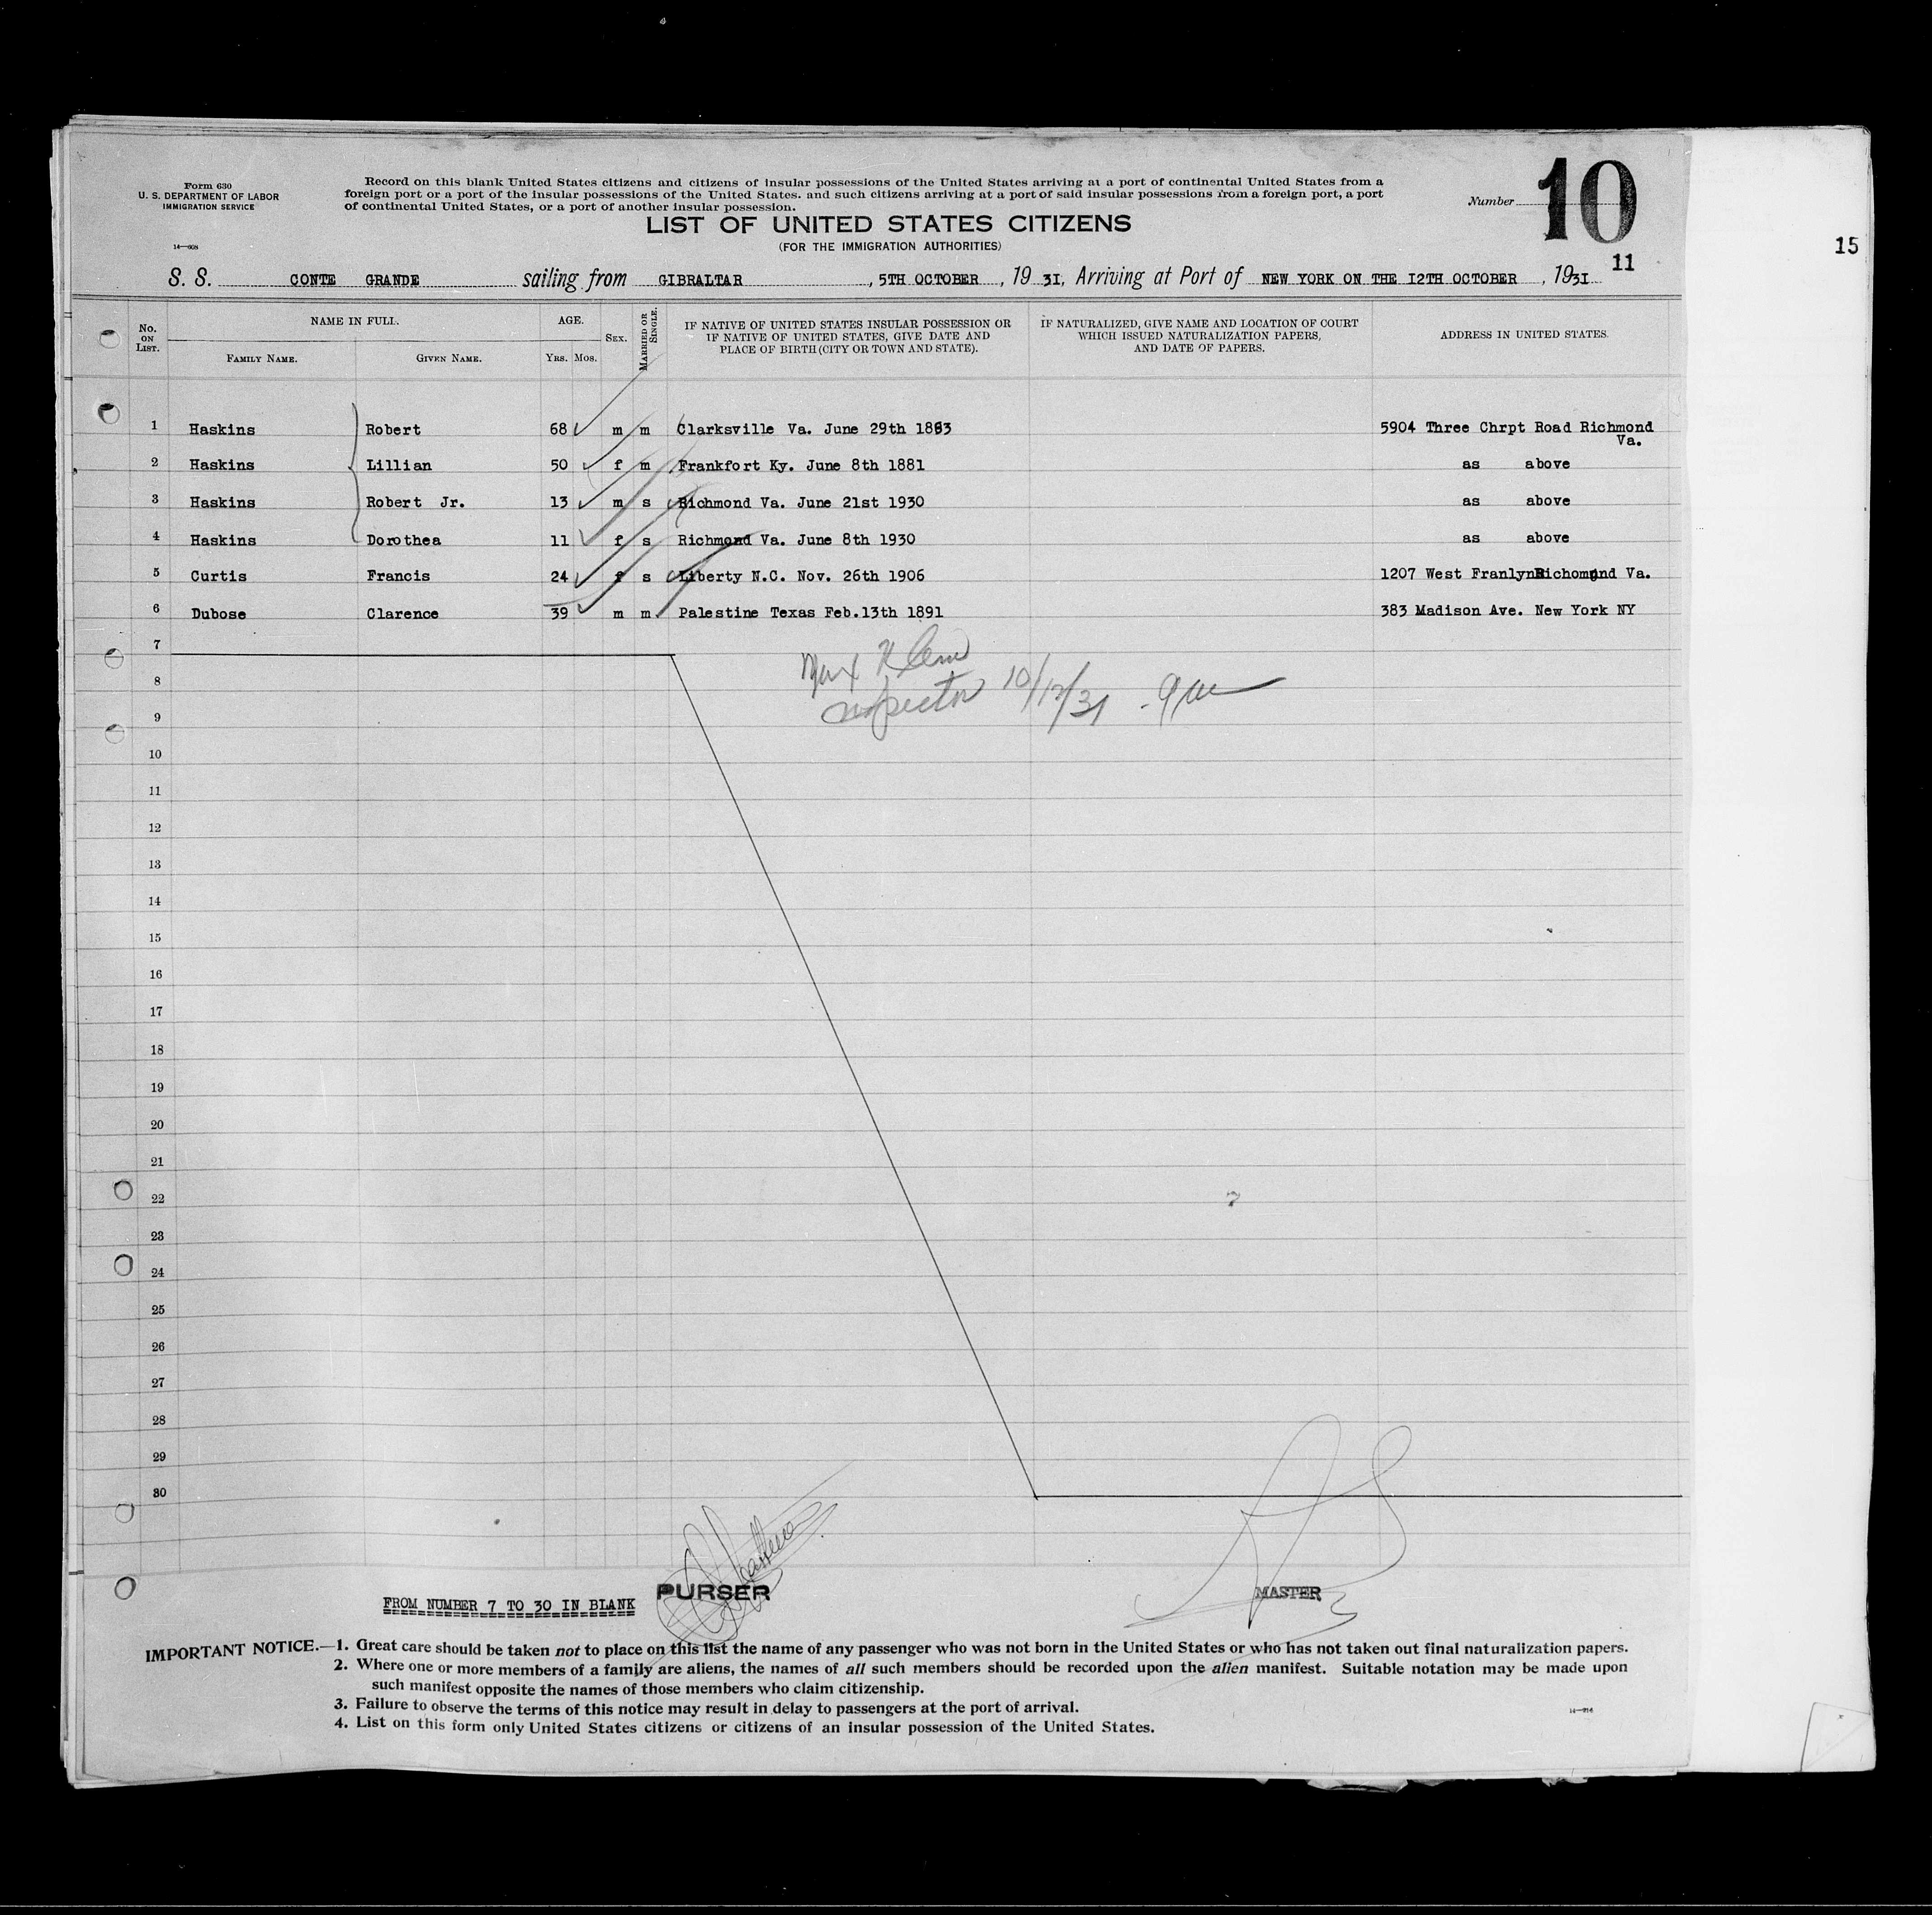 Form 630
U. S. DEPARTMENT OF LABOR
IMMIGRATION SERVICE
14—608
Record on this blank United States citizens and citizens of insular possessions of the United States arriving at a port of continental United States from a
foreign port or a port of the insular possessions of the United States. and such citizens arriving at a port of said insular possessions from a foreign port, a port
of continental United States, or a port of another insular possession.
LIST OF UNITED STATES CITIZENS
(FOR THE IMMIGRATION AUTHORITIES)
Number 10
15
11
S. S. CONTE GRANDE sailing from GIBRALTAR, 5TH OCTOBER, 19 31, Arriving at Port of NEW YORK ON THE 12TH OCTOBER, 1931
No. ON LIST.
NAME IN FULL.
FAMILY NAME. GIVEN NAME.
AGE.
YRS. MOS.
SEX.
MARRIED OR SINGLE.
IF NATIVE OF UNITED STATES INSULAR POSSESSION OR
IF NATIVE OF UNITED STATES, GIVE DATE AND
PLACE OF BIRTH (CITY OR TOWN AND STATE).
IF NATURALIZED, GIVE NAME AND LOCATION OF COURT
WHICH ISSUED NATURALIZATION PAPERS,
AND DATE OF PAPERS.
ADDRESS IN UNITED STATES.
1 Haskins Robert 68 m m Clarksville Va. June 29th 1863 5904 Three Chrpt Road Richmond
Va.
2 Haskins Lillian 50 f m Frankfort Ky. June 8th 1881 as above
3 Haskins Robert Jr. 13 m s Richmond Va. June 21st 1930 as above
4 Haskins Dorothea 11 f s Richmond Va. June 8th 1930 as above
5 Curtis Francis 24 f s Liberty N.C. Nov. 26th 1906 1207 West Va.
6 Dubose Clarence 39 m m. Palestine Texas Feb.13th 1891 383 Madison Ave. New York NY
7
Max Klein
8
Inspector 10/12/31
9
10
11
12
13
14
15
16
17
18
19
20
21
22
23
24
25
26
27
28
29
30
FROM NUMBER 7 TO 30 IN BLANK
PURSER
MASTER
IMPORTANT NOTICE.—1. Great care should be taken not to place on this list the name of any passenger who was not born in the United States or who has not taken out final naturalization papers.
2. Where one or more members of a family are aliens, the names of all such members should be recorded upon the alien manifest. Suitable notation may be made upon
such manifest opposite the names of those members who claim citizenship.
3. Failure to observe the terms of this notice may result in delay to passengers at the port of arrival.
4. List on this form only United States citizens or citizens of an insular possession of the United States.